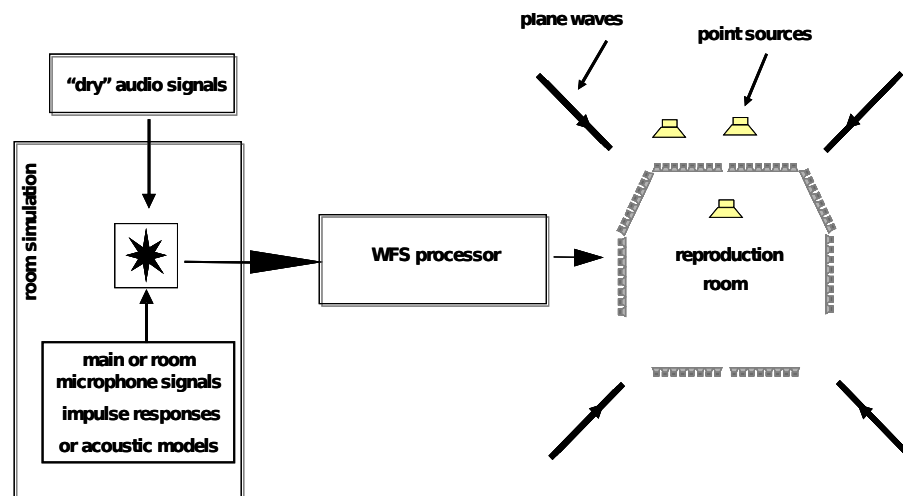 plane waves
point sources
“dry” audio signals
room simulation
WFS processor
reproduction
room
main or room
microphone signals
impulse responses
or acoustic models